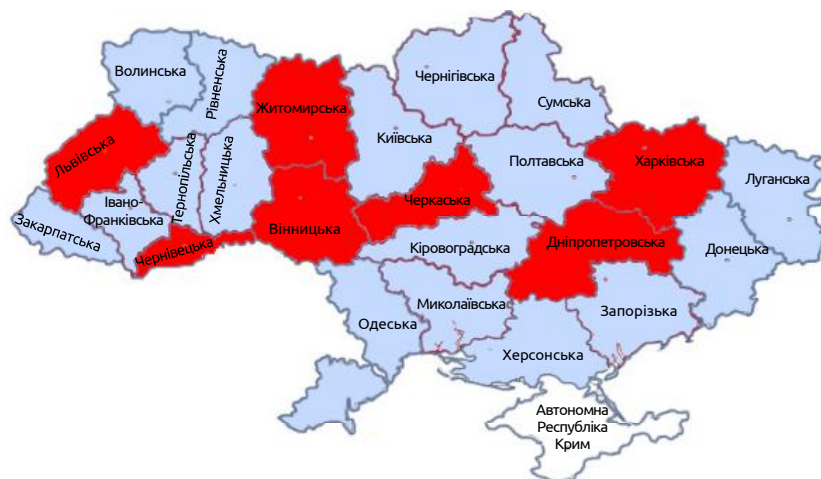 Волинська
Рівненська
Житомирська
Чернігівська
Сумська
Київська
Львівська
Тернопільська
Хмельницька
Полтавська
Харківська
Луганська
Івано-
Франківська
Закарпатська
Чернівецька
Вінницька
Черкаська
Кіровоградська
Дніпропетровська
Донецька
Одеська
Миколаївська
Запорізька
Херсонська
Автономна
Республіка
Крим